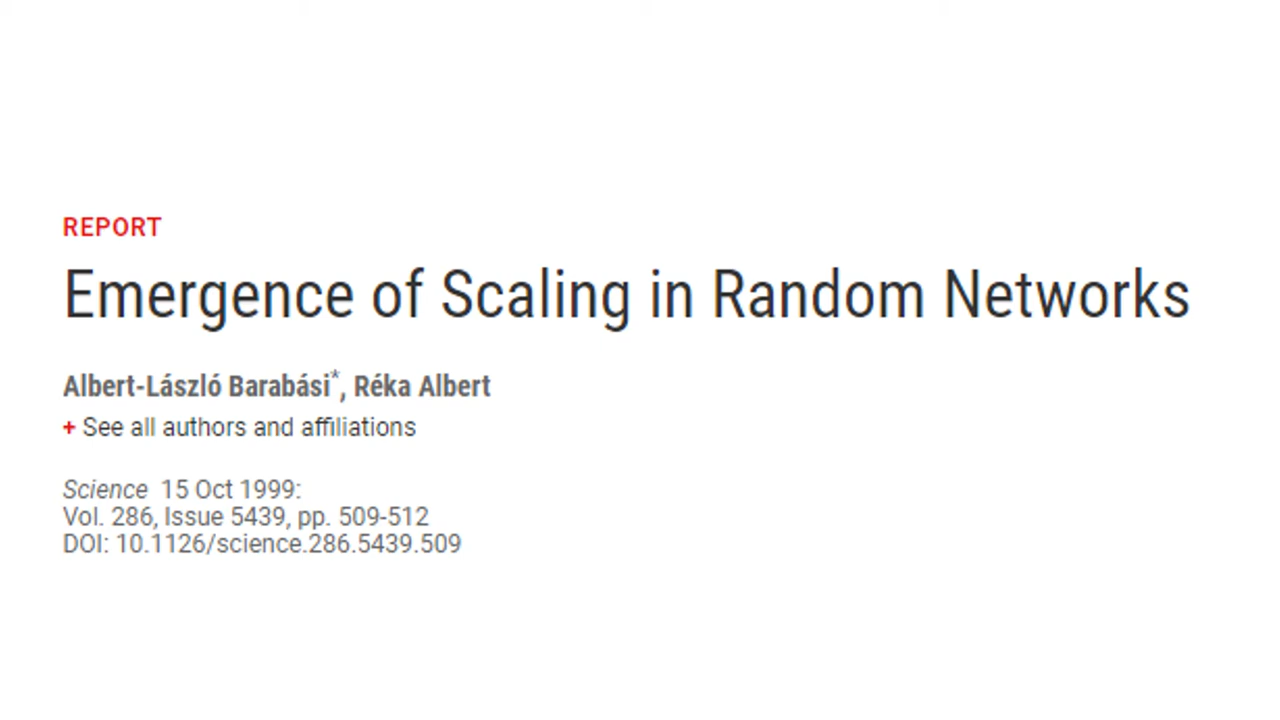 REPORT
Emergence of Scaling in Random Networks
Albert-László Barabási*, Réka Albert
+ See all authors and affiliations
Science 15 Oct 1999:
Vol. 286, Issue 5439, pp. 509-512
DOI: 10.1126/science.286.5439.509